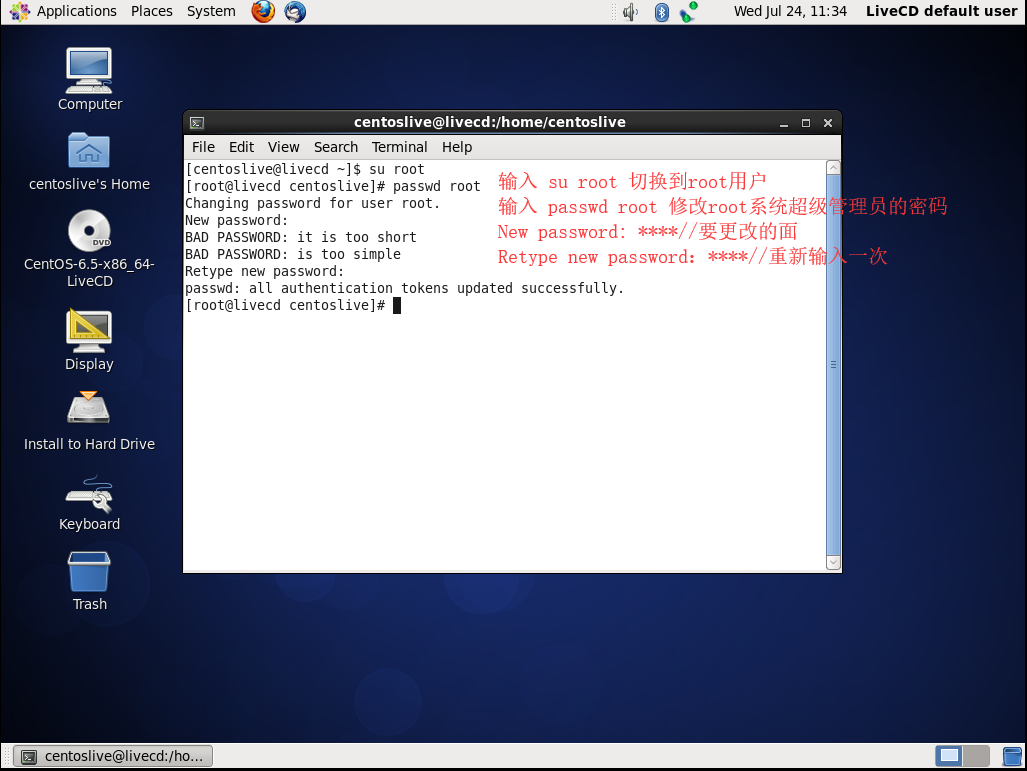 Applications Places System Wed Jul 24, 11:34 LiveCD default user
Computer
centoslive's Home
DVD
CentOS-6.5-x86_64-
LiveCD
Display
Install to Hard Drive
Keyboard
Trash
centoslive@livecd:/home/centoslive
File Edit View Search Terminal Help
[centoslive@livecd ~]$ su root
[root@livecd centoslive]# passwd root
Changing password for user root.
New password:
BAD PASSWORD: it is too short
BAD PASSWORD: is too simple
Retype new password:
passwd: all authentication tokens updated successfully.
[root@livecd centoslive]#
输入 su root 切换到root用户
输入 passwd root 修改root系统超级管理员的密码
New password: ****//要更改的面
Retype new password: ****//重新输入一次
centoslive@livecd:/ho...